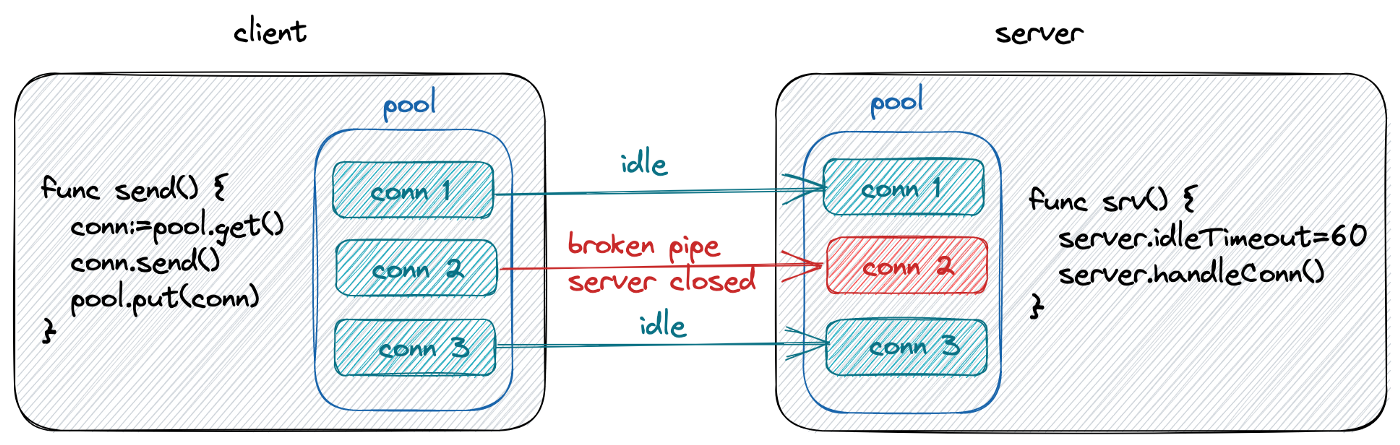 client
pool
func send() {
conn:=pool.get()
conn.send()
pool.put(conn)
}
conn 1
conn 2
conn 3
idle
broken pipe
server closed
idle
server
pool
conn 1
conn 2
conn 3
func srv() {
server.idleTimeout=60
server.handleConn()
}